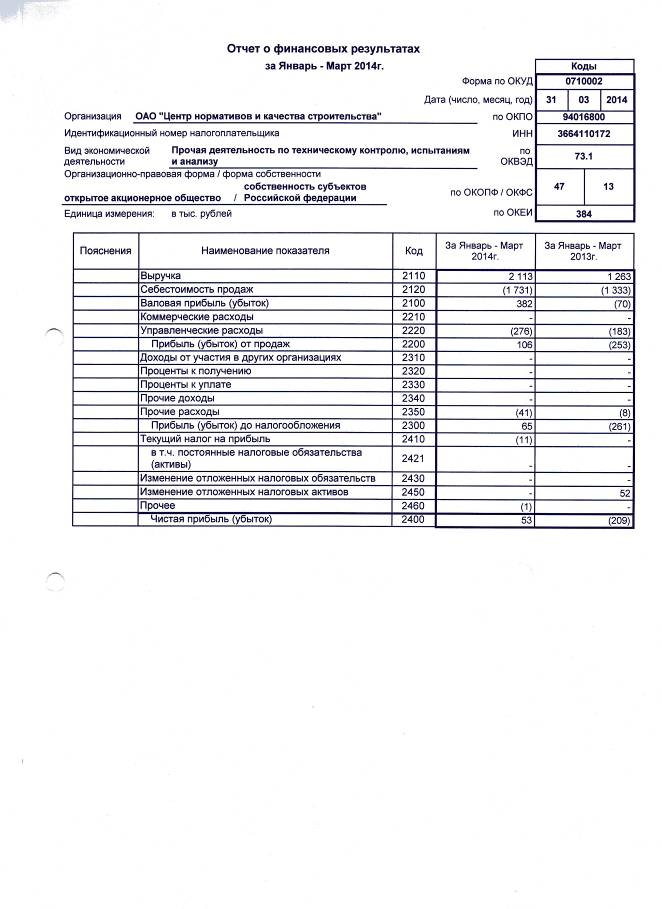 Отчет о финансовых результатах
за Январь - Март 2014г.
Коды
Форма по ОКУД 0710002
Дата (число, месяц, год) 31 03 2014
Организация ОАО "Центр нормативов и качества строительства" по ОКПО 94016800
Идентификационный номер налогоплательщика ИНН 3664110172
Вид экономической деятельности Прочая деятельность по техническому контролю, испытаниям и анализу по ОКВЭД 73.1
Организационно-правовая форма / форма собственности
открытое акционерное общество / собственность субъектов Российской федерации по ОКОПФ / ОКФС 47 13
Единица измерения: в тыс. рублей по ОКЕИ 384
Пояснения Наименование показателя Код За Январь - Март 2014г. За Январь - Март 2013г.
Выручка 2110 2 113 1 263
Себестоимость продаж 2120 (1 731) (1 333)
Валовая прибыль (убыток) 2100 382 (70)
Коммерческие расходы 2210 - -
Управленческие расходы 2220 (276) (183)
Прибыль (убыток) от продаж 2200 106 (253)
Доходы от участия в других организациях 2310 - -
Проценты к получению 2320 - -
Проценты к уплате 2330 - -
Прочие доходы 2340 - -
Прочие расходы 2350 (41) (8)
Прибыль (убыток) до налогообложения 2300 65 (261)
Текущий налог на прибыль 2410 (11) -
в т.ч. постоянные налоговые обязательства (активы) 2421 - -
Изменение отложенных налоговых обязательств 2430 - -
Изменение отложенных налоговых активов 2450 - 52
Прочее 2460 (1) -
Чистая прибыль (убыток) 2400 53 (209)